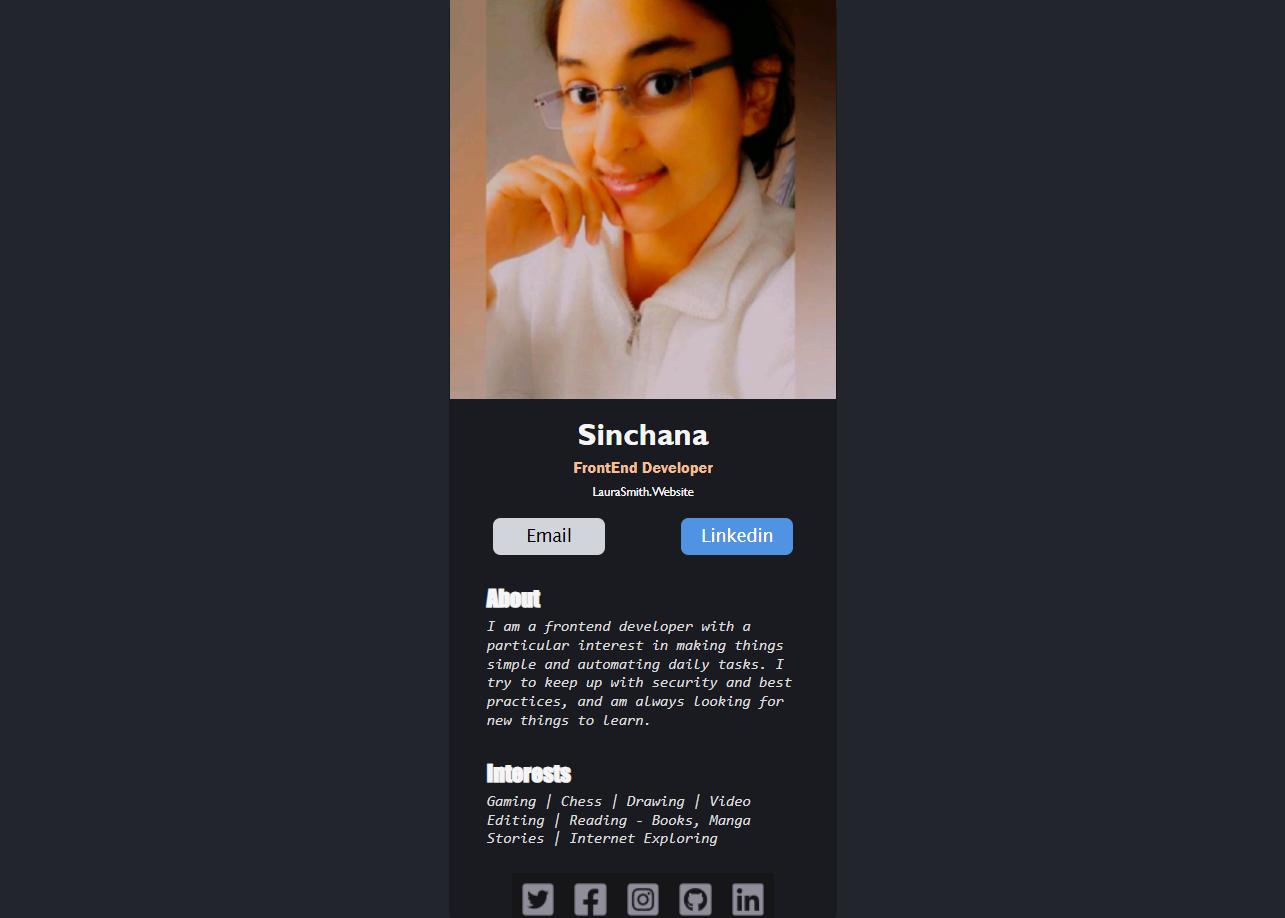 Sinchana
FrontEnd Developer
LauraSmith.Website
Email
Linkedin
About
I am a frontend developer with a
particular interest in making things
simple and automating daily tasks. I
try to keep up with security and best
practices, and am always looking for
new things to learn.
Interests
Gaming | Chess | Drawing | Video
Editing | Reading - Books, Manga
Stories | Internet Exploring